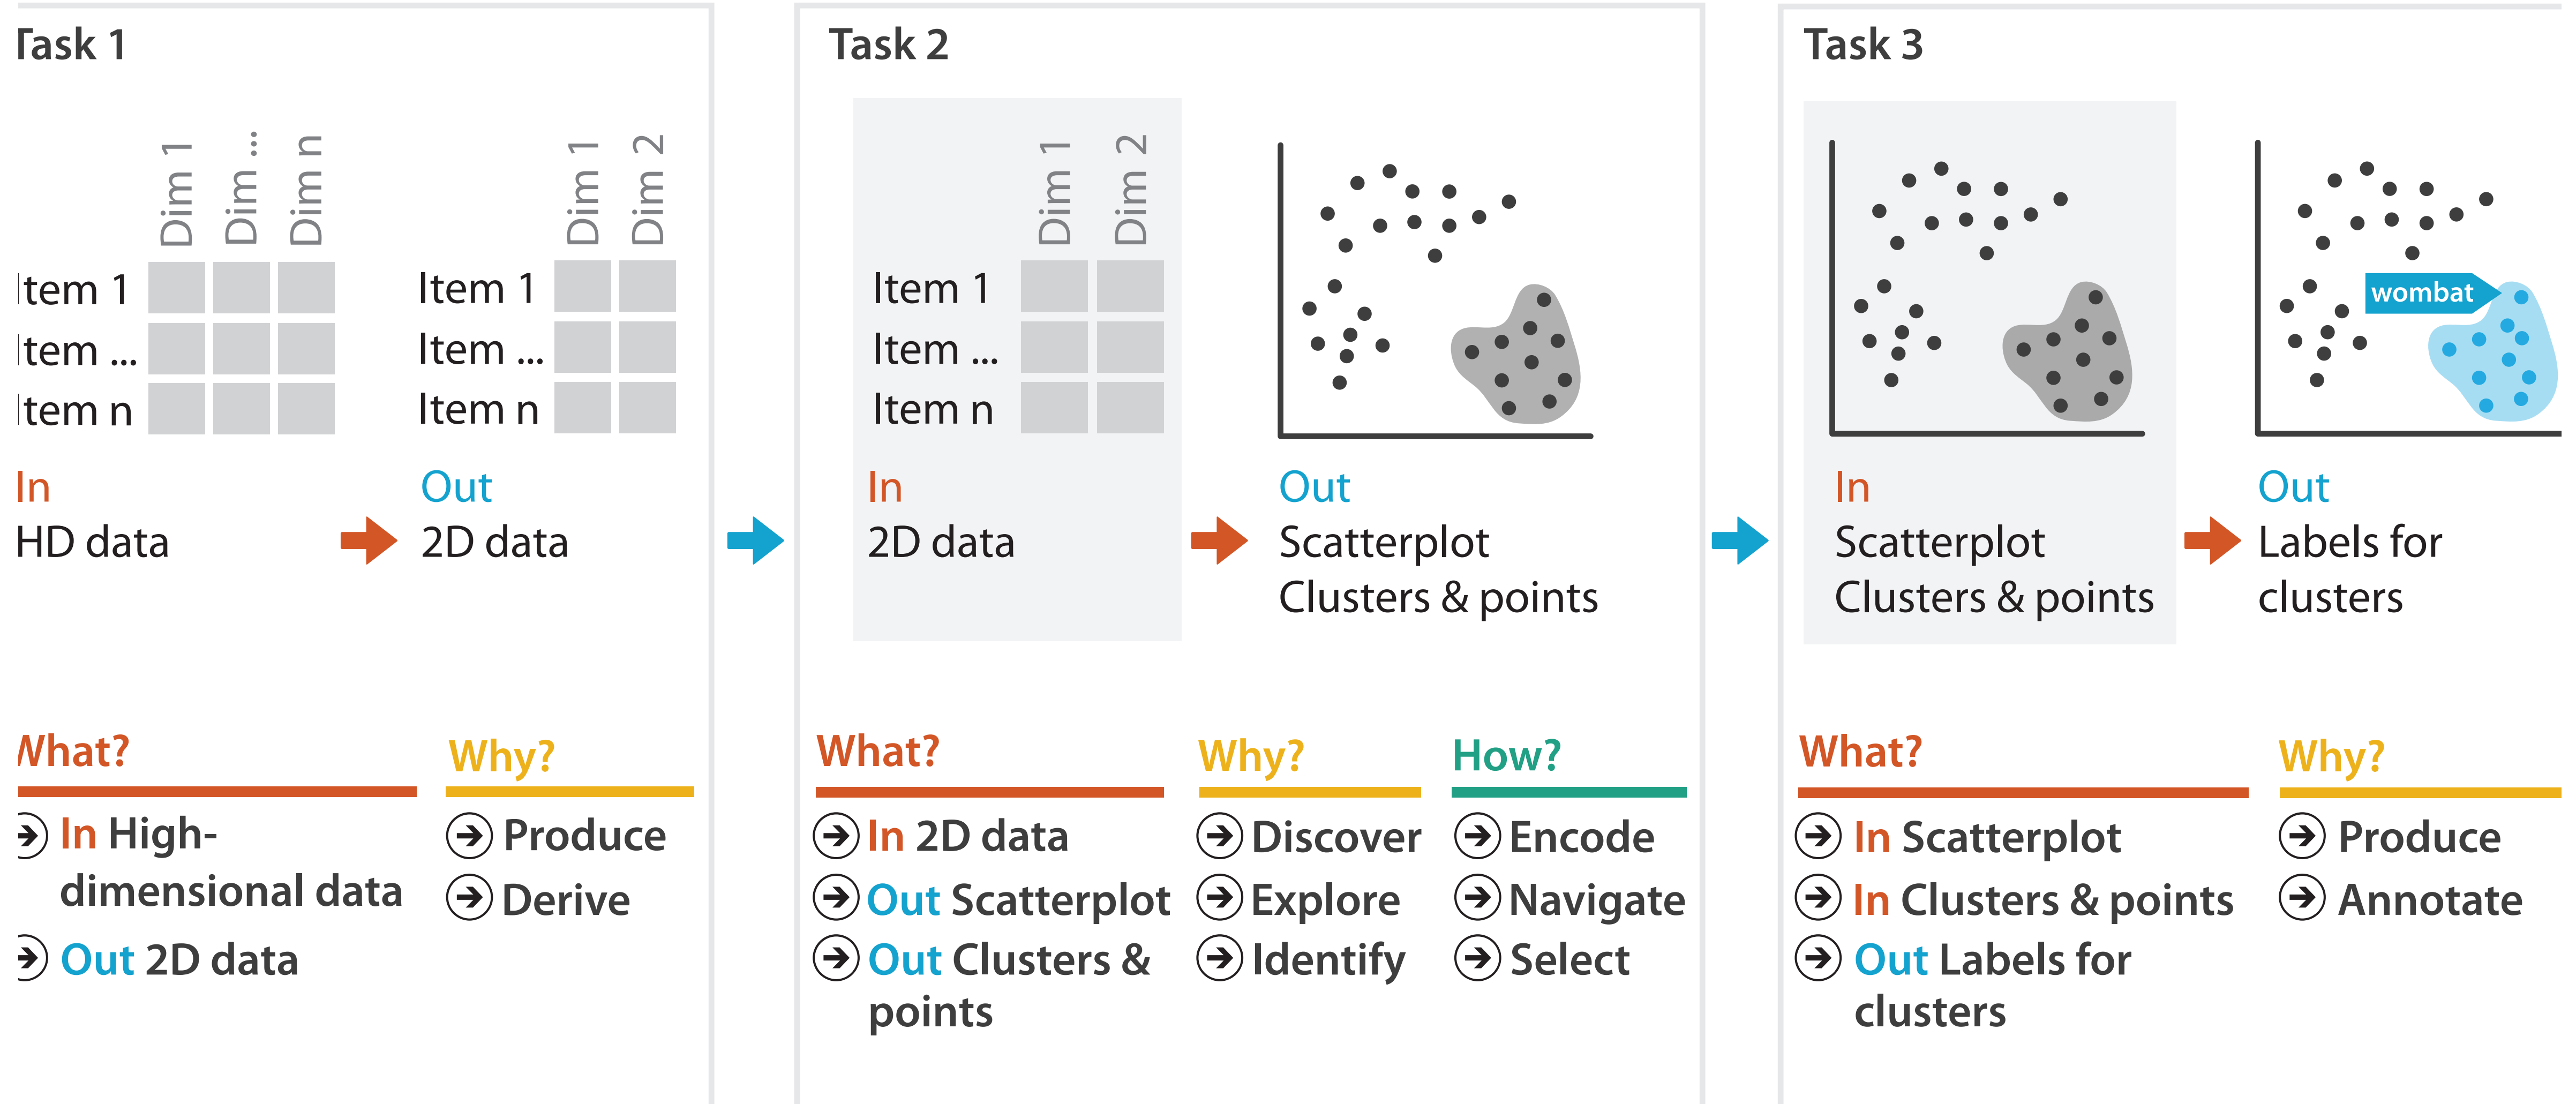 Task 1
Dim 1
Dim ...
Dim n
Item 1
Item ...
Item n
In
HD data
Dim 1
Dim 2
Item 1
Item ...
Item n
Out
2D data
What?
In High-
dimensional data
Out 2D data
Why?
Produce
Derive
Task 2
Dim 1
Dim 2
Item 1
Item ...
Item n
In
2D data
Out
Scatterplot
Clusters & points
What?
In 2D data
Out Scatterplot
Out Clusters &
points
Why?
Discover
Explore
Identify
How?
Encode
Navigate
Select
Task 3
In
Scatterplot
Clusters & points
wombat
Out
Labels for
clusters
What?
In Scatterplot
In Clusters & points
Out Labels for
clusters
Why?
Produce
Annotate